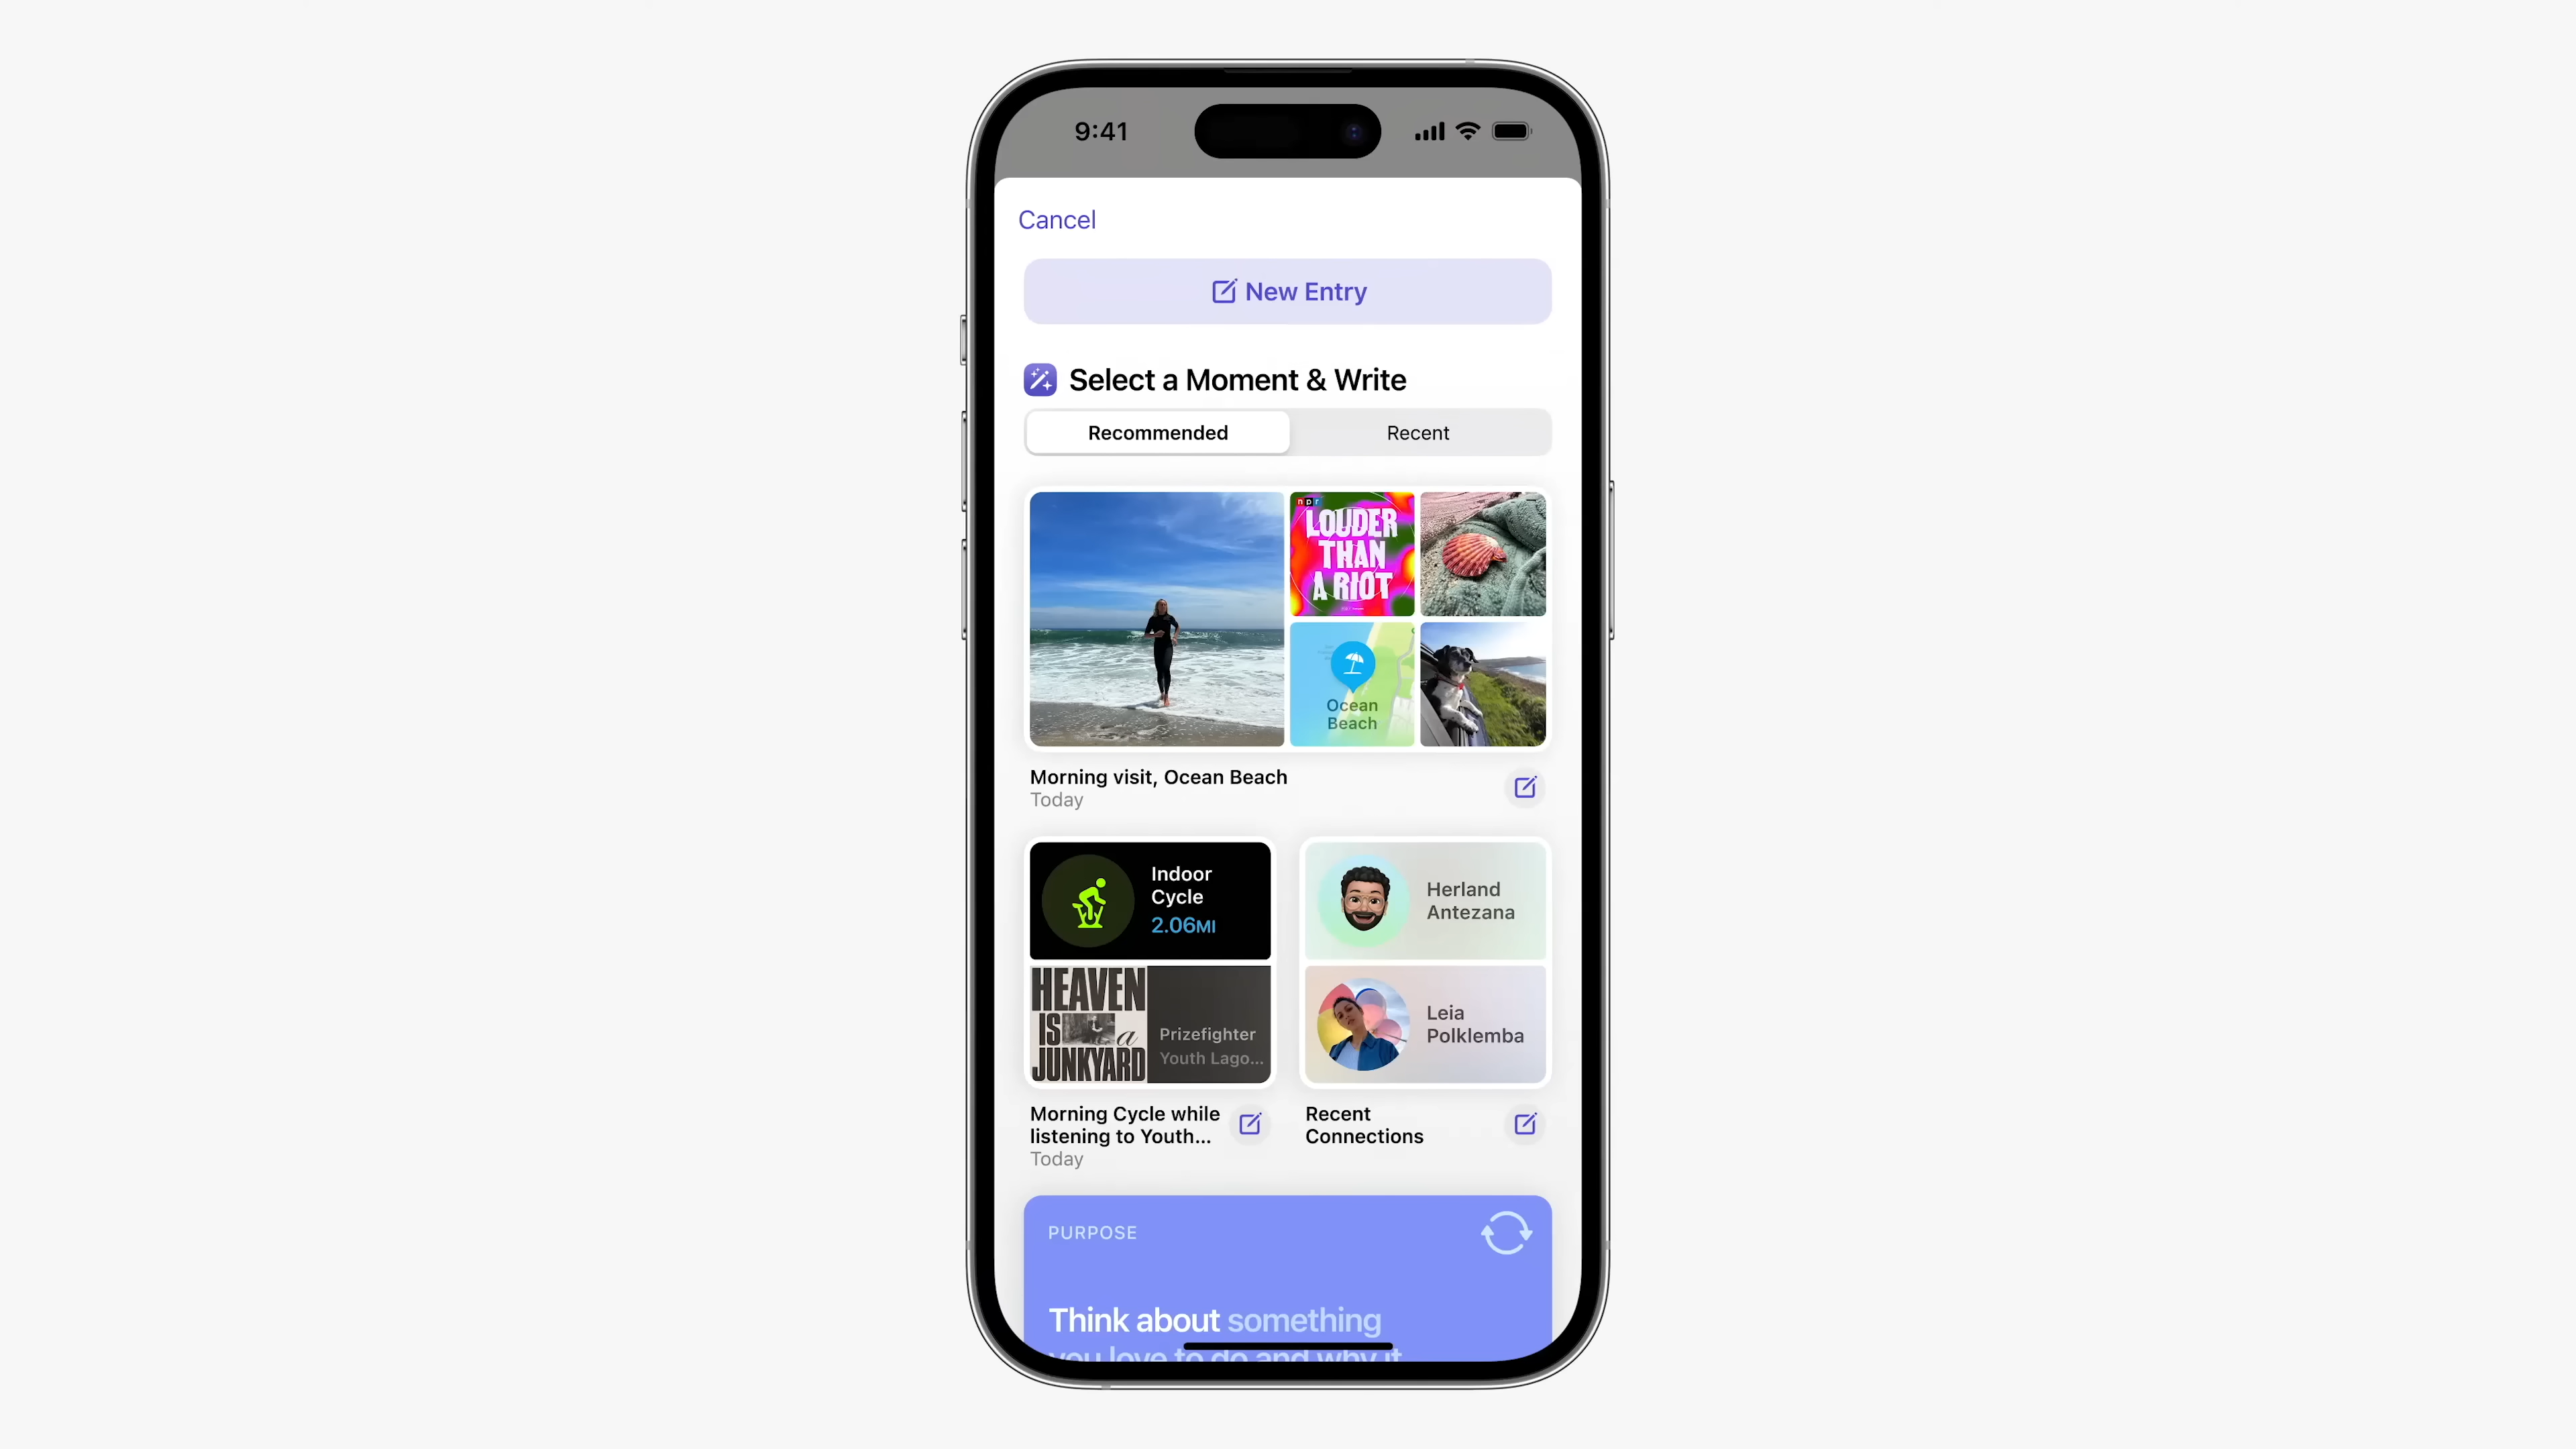 9:41
Cancel
New Entry
Select a Moment & Write
Recommended
Recent
npr
LOUDER
THAN
A RIOT
Ocean
Beach
Morning visit, Ocean Beach
Today
Indoor
Cycle
2.06MI
HEAVEN
IS a
JUNKYARD
Prizefighter
Youth Lago...
Herland
Antezana
Leia
Polklemba
Morning Cycle while
listening to Youth...
Today
Recent
Connections
PURPOSE
Think about something
you love to do and why it